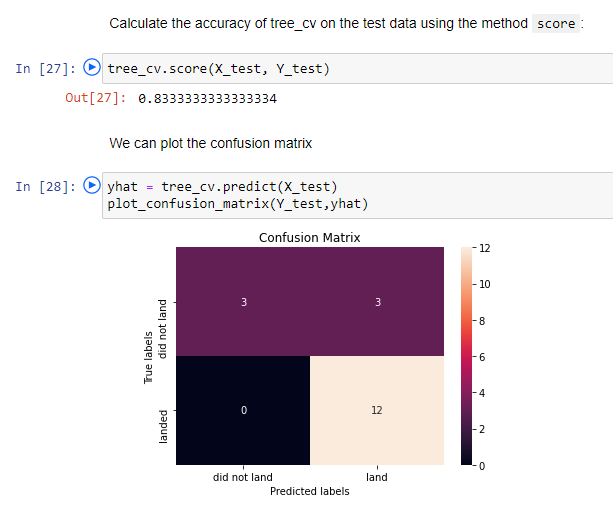 Calculate the accuracy of tree_cv on the test data using the method score:
In [27]: tree_cv.score(X_test, Y_test)
Out[27]: 0.8333333333333334
We can plot the confusion matrix
In [28]: yhat = tree_cv.predict(X_test)
plot_confusion_matrix(Y_test,yhat)
Confusion Matrix
True labels
did not land
landed
3
3
0
12
did not land
land
Predicted labels
12
10
8
6
4
2
0